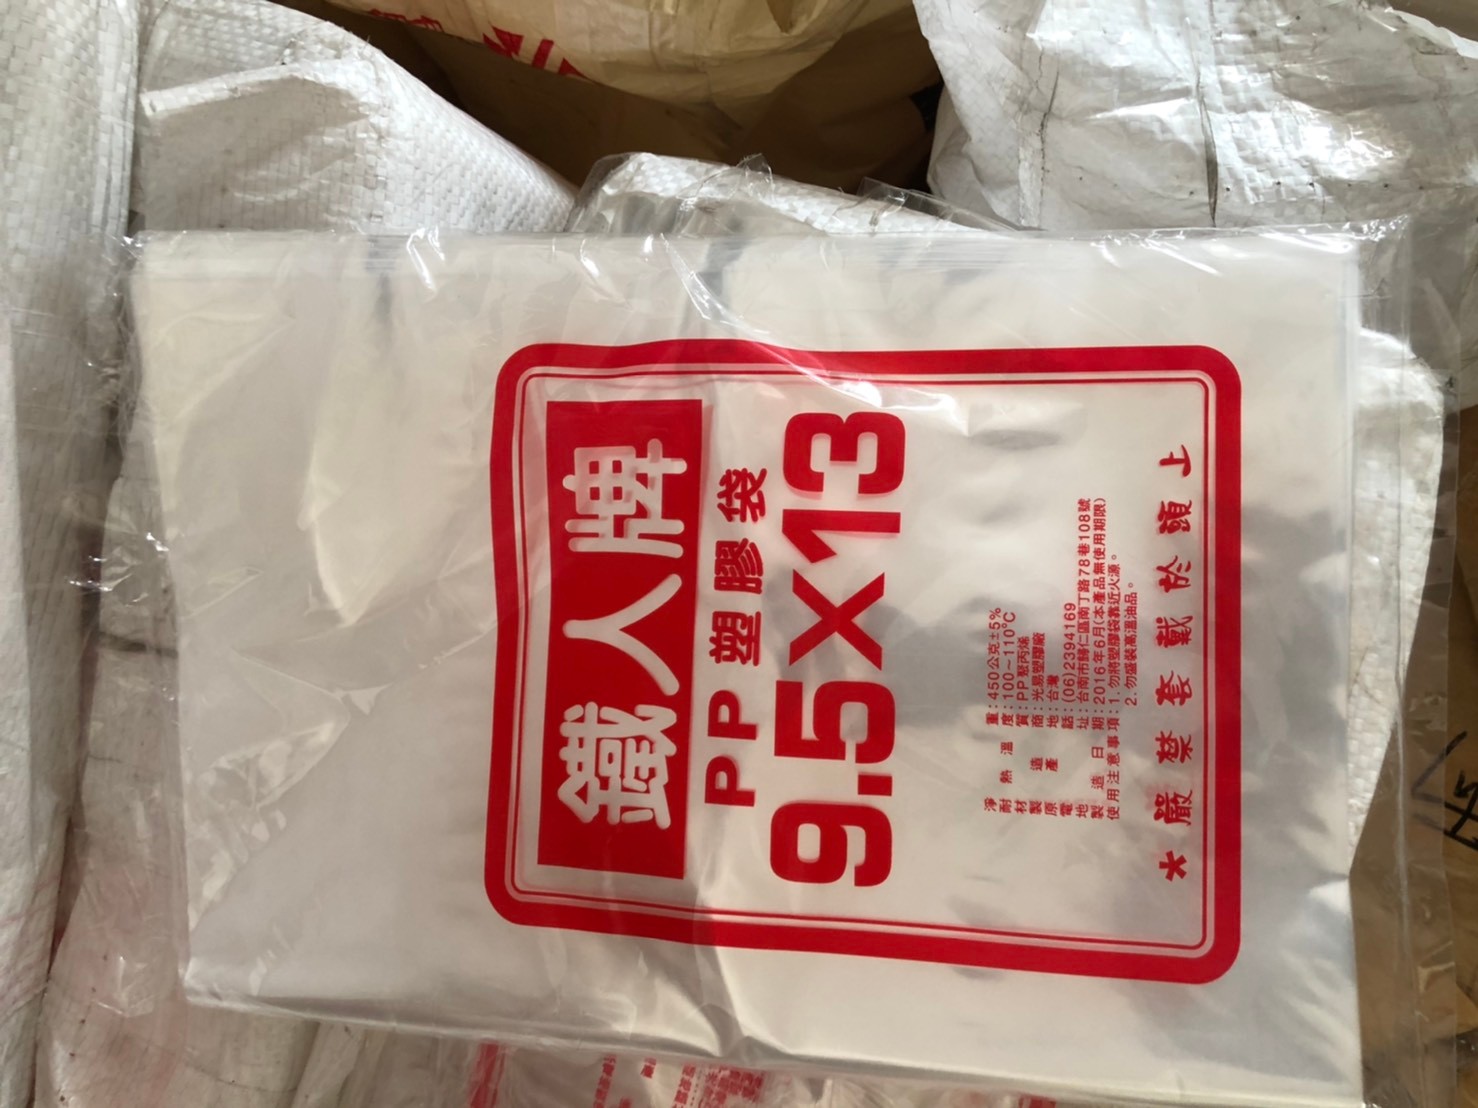 鐵人牌
PP塑膠袋
9.5X13
淨重:450公克±5%
耐熱溫度:100~110℃
材質:PP聚丙烯
製造商:光易塑膠廠
原產地:台灣
電話:(06)2394169
地址:台南市歸仁區南丁路78巷108號
製造日期:2016年6月(本產品無使用期限)
使用注意事項:1.勿將塑膠袋靠近火源。
2.勿盛裝高溫油品。
*嚴禁套戴於頭上